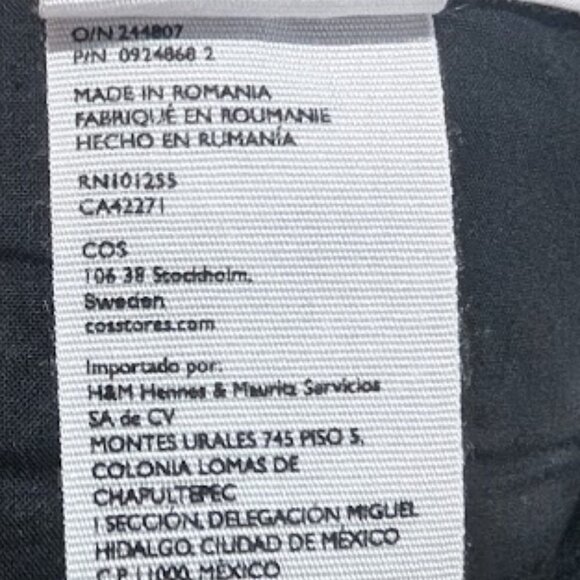 O/N 244807
P/N 0924868 2
MADE IN ROMANIA
FABRIQUÉ EN ROUMANIE
HECHO EN RUMANÍA
RN101255
CA42271
COS
106 38 Stockholm,
Sweden
cosstores.com
Importado por:
H&M Hennes & Mauritz Servicios
SA de CV
MONTES URALES 745 PISO 5,
COLONIA LOMAS DE
CHAPULTEPEC
I SECCIÓN, DELEGACIÓN MIGUEL
HIDALGO, CIUDAD DE MÉXICO
C.P. 11000, MÉXICO